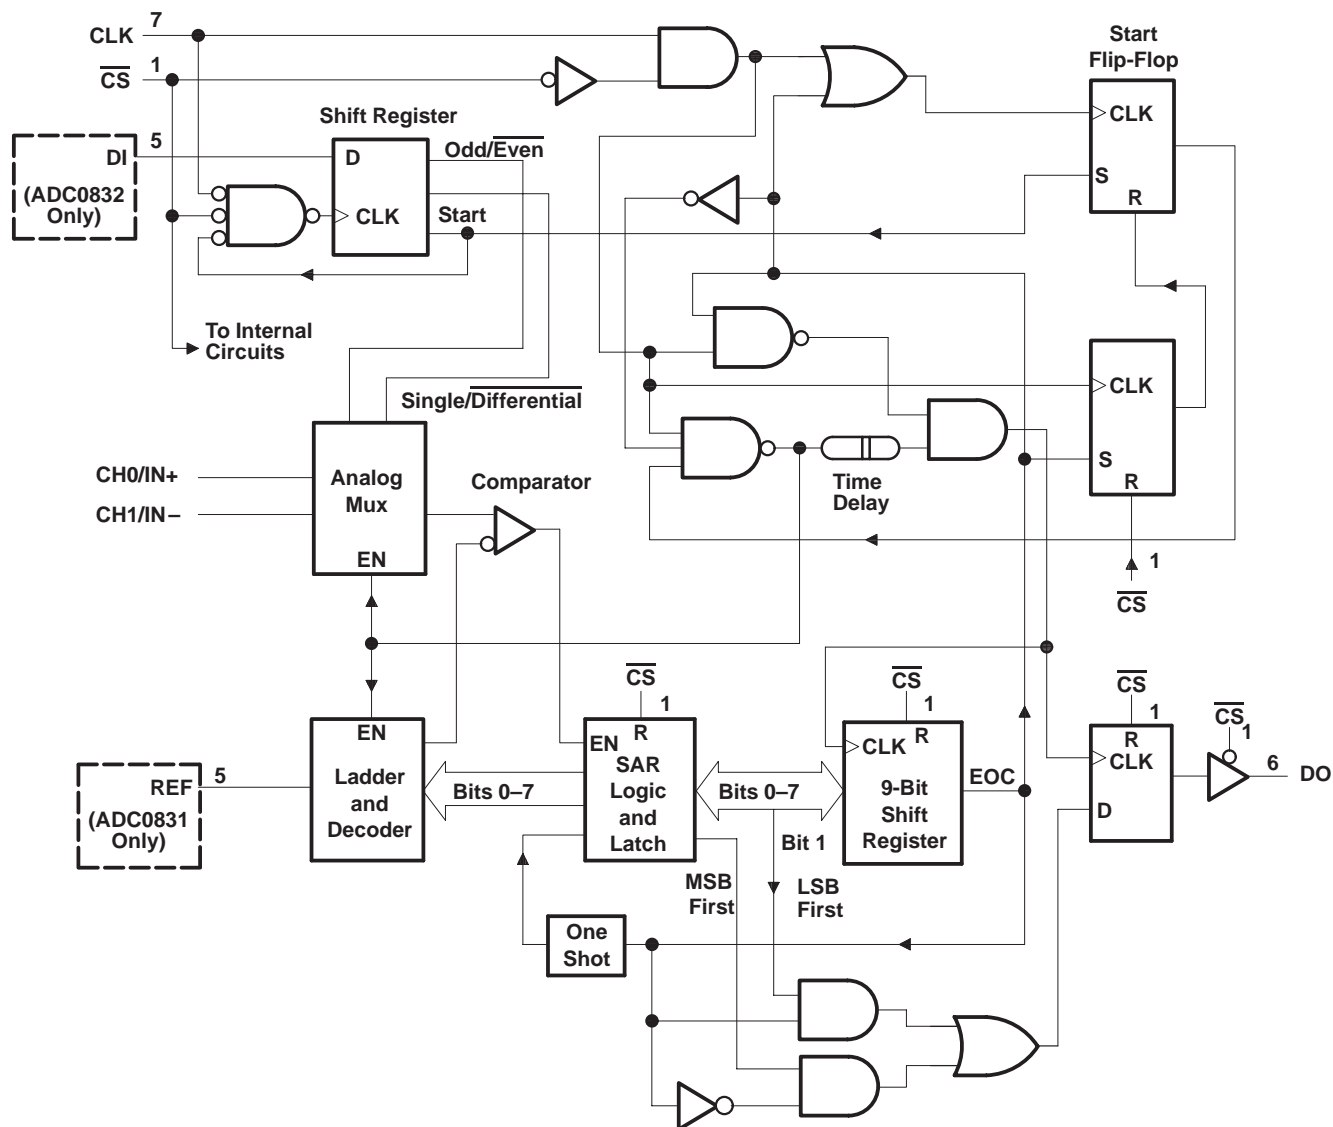 CLK 7
CS 1
Start
Flip-Flop
CLK
S
R
Shift Register
DI 5
(ADC0832
Only)
D
CLK
Odd/Even
Start
To Internal
Circuits
Single/Differential
CLK
S
R
1
CS
CH0/IN+
CH1/IN–
Analog
Mux
EN
Comparator
Time
Delay
REF 5
(ADC0831
Only)
EN
Ladder
and
Decoder
Bits 0–7
CS
1
R
EN
SAR
Logic
and
Latch
Bits 0–7
Bit 1
CS
1
R
CLK
9-Bit
Shift
Register
EOC
CS
1
R
CLK
D
CS
1
6 DO
MSB
First
LSB
First
One
Shot